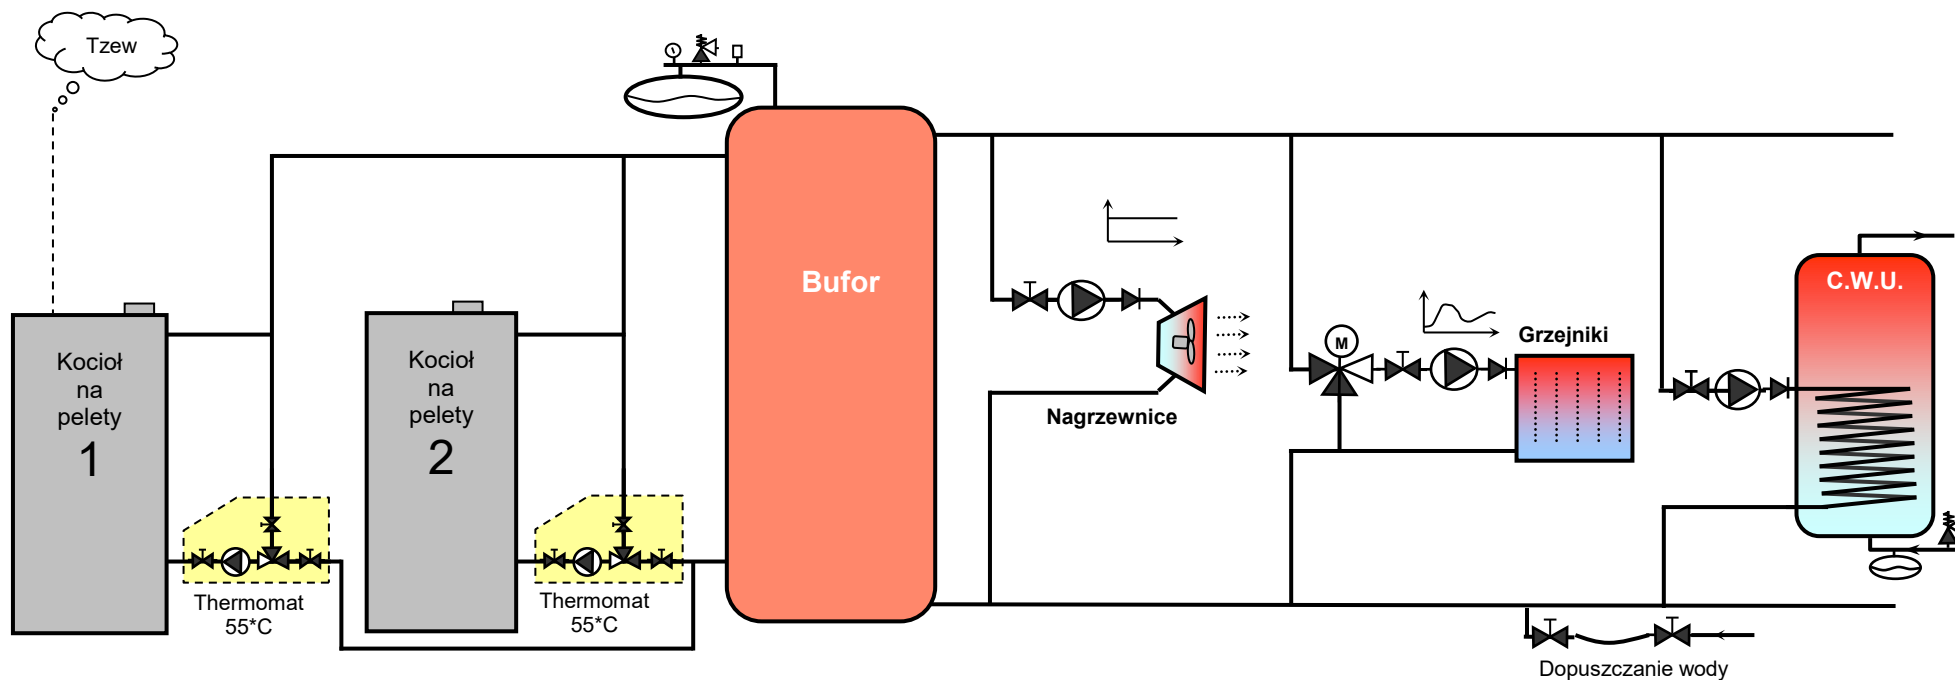 Tzew
Kocioł
na
pelety
1
Thermomat
55*C
Kocioł
na
pelety
2
Thermomat
55*C
Bufor
Nagrzewnice
M
Grzejniki
C.W.U.
Dopuszczanie wody